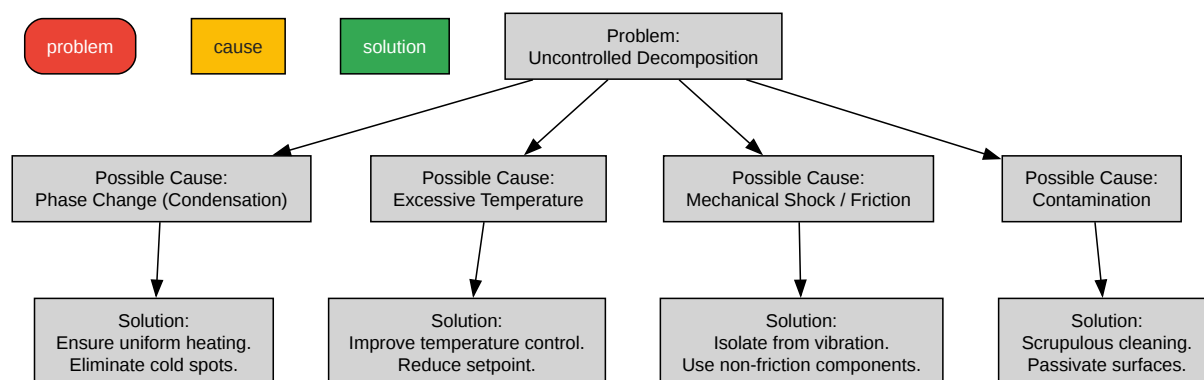 problem
cause
solution
Problem:
Uncontrolled Decomposition
Possible Cause:
Phase Change (Condensation)
Possible Cause:
Excessive Temperature
Possible Cause:
Mechanical Shock / Friction
Possible Cause:
Contamination
Solution:
Ensure uniform heating.
Eliminate cold spots.
Solution:
Improve temperature control.
Reduce setpoint.
Solution:
Isolate from vibration.
Use non-friction components.
Solution:
Scrupulous cleaning.
Passivate surfaces.